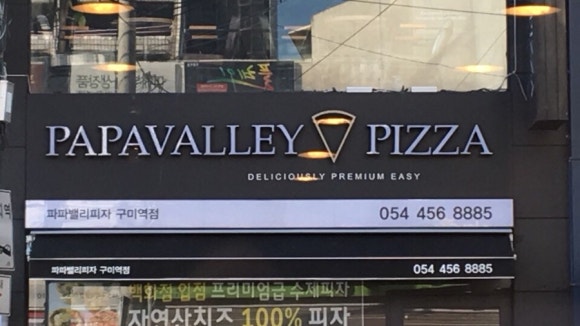 PAPAVALLEY PIZZA
DELICIOUSLY PREMIUM EASY
파파밸리피자 구미역점 054 456 8885
파파밸리피자 구미역점 054 456 8885
백화점 입점 프리미엄급 수제피자
자연산치즈 100% 피자